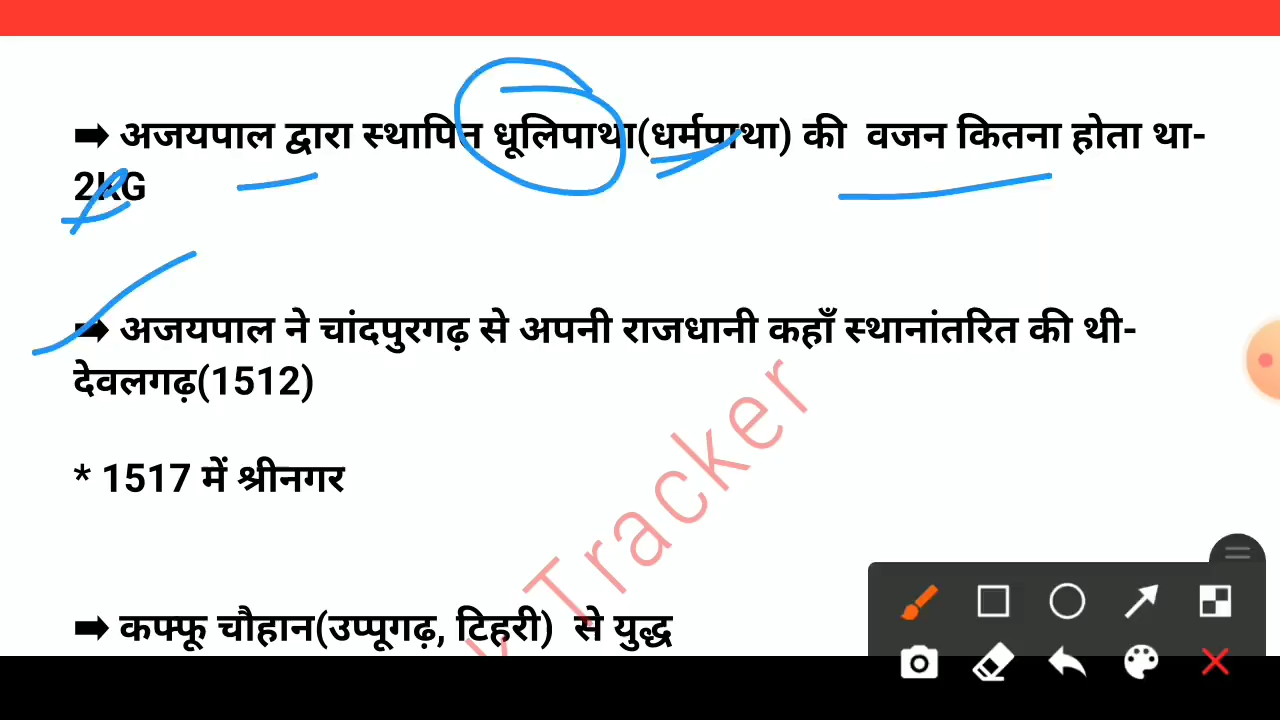 ➡ अजयपाल द्वारा स्थापित धूलिपाथा(धर्मपाथा) की वजन कितना होता था-
2KG
➡ अजयपाल ने चांदपुरगढ़ से अपनी राजधानी कहाँ स्थानांतरित की थी-
देवलगढ़(1512)
* 1517 में श्रीनगर
➡ कफ्फू चौहान(उप्पूगढ़, टिहरी) से युद्ध
Tracker